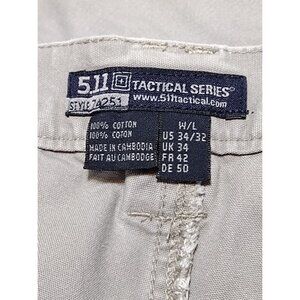 5.11 TACTICAL SERIES®
STYLE 74251 www.511tactical.com
100% COTTON
100% COTON
MADE IN CAMBODIA
FAIT AU CAMBODGE
W/L
US 34/32
UK 34
FR 42
DE 50